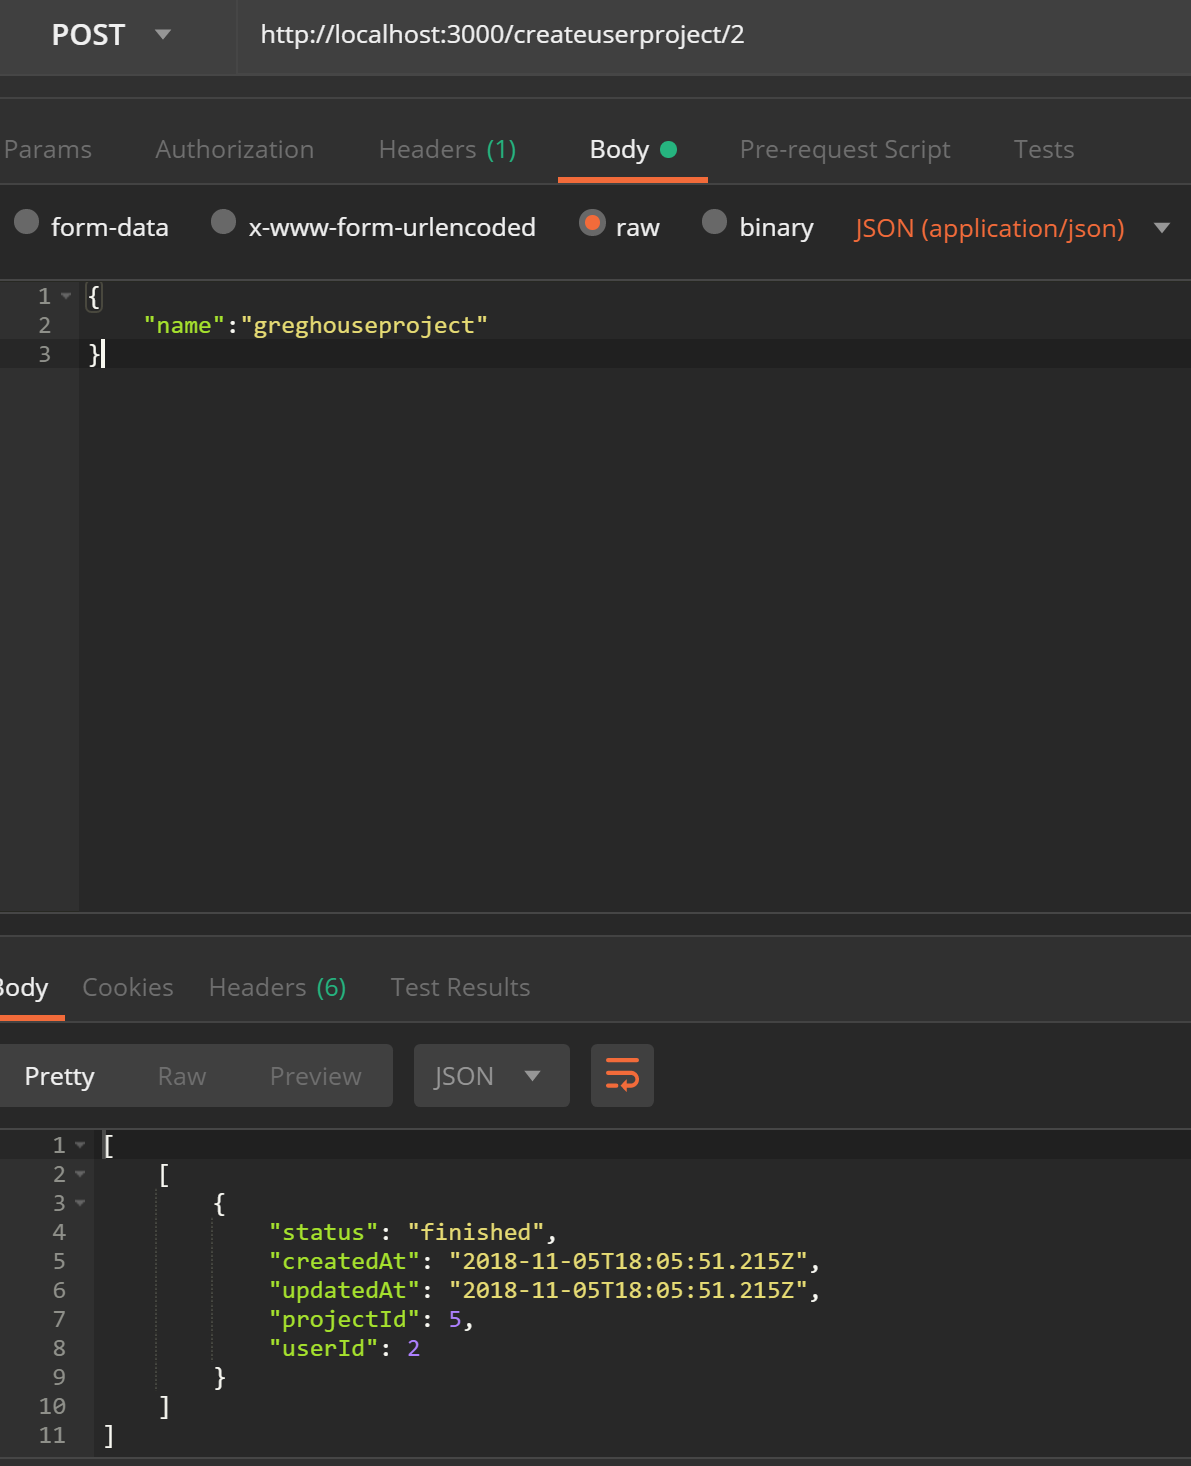 POST http://localhost:3000/createuserproject/2
Params Authorization Headers (1) Body Pre-request Script Tests
form-data x-www-form-urlencoded raw binary JSON (application/json)
1 {
2 "name":"greghouseproject"
3 }
Body Cookies Headers (6) Test Results
Pretty Raw Preview JSON
1 [
2 [
3 {
4 "status": "finished",
5 "createdAt": "2018-11-05T18:05:51.215Z",
6 "updatedAt": "2018-11-05T18:05:51.215Z",
7 "projectId": 5,
8 "userId": 2
9 }
10 ]
11 ]